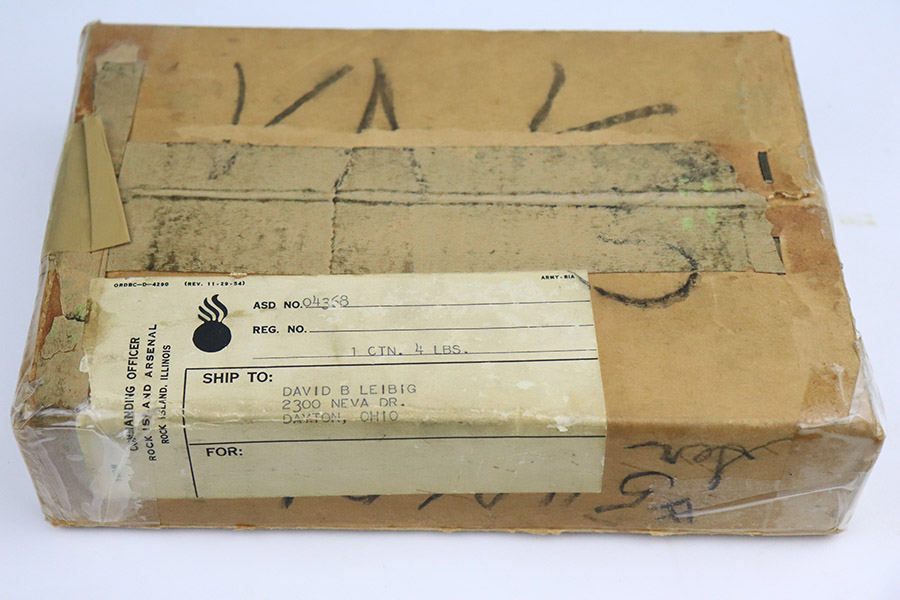 ORDBC-D-4290 (REV. 11-29-54) ARMY-RIA
COMMANDING OFFICER
ROCK ISLAND ARSENAL
ROCK ISLAND, ILLINOIS
ASD NO. 04368
REG. NO.
1 CTN. 4 LBS.
SHIP TO:
DAVID B LEIBIG
2300 NEVA DR.
DAYTON, OHIO
FOR: